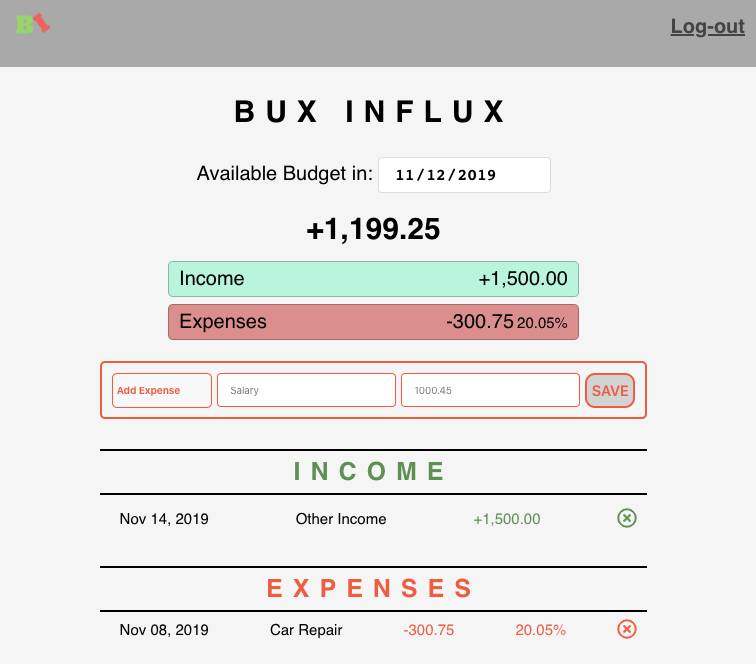 B
Log-out
BUX INFLUX
Available Budget in: 11/12/2019
+1,199.25
Income +1,500.00
Expenses -300.75 20.05%
Add Expense Salary 1000.45 SAVE
INCOME
Nov 14, 2019 Other Income +1,500.00
EXPENSES
Nov 08, 2019 Car Repair -300.75 20.05%